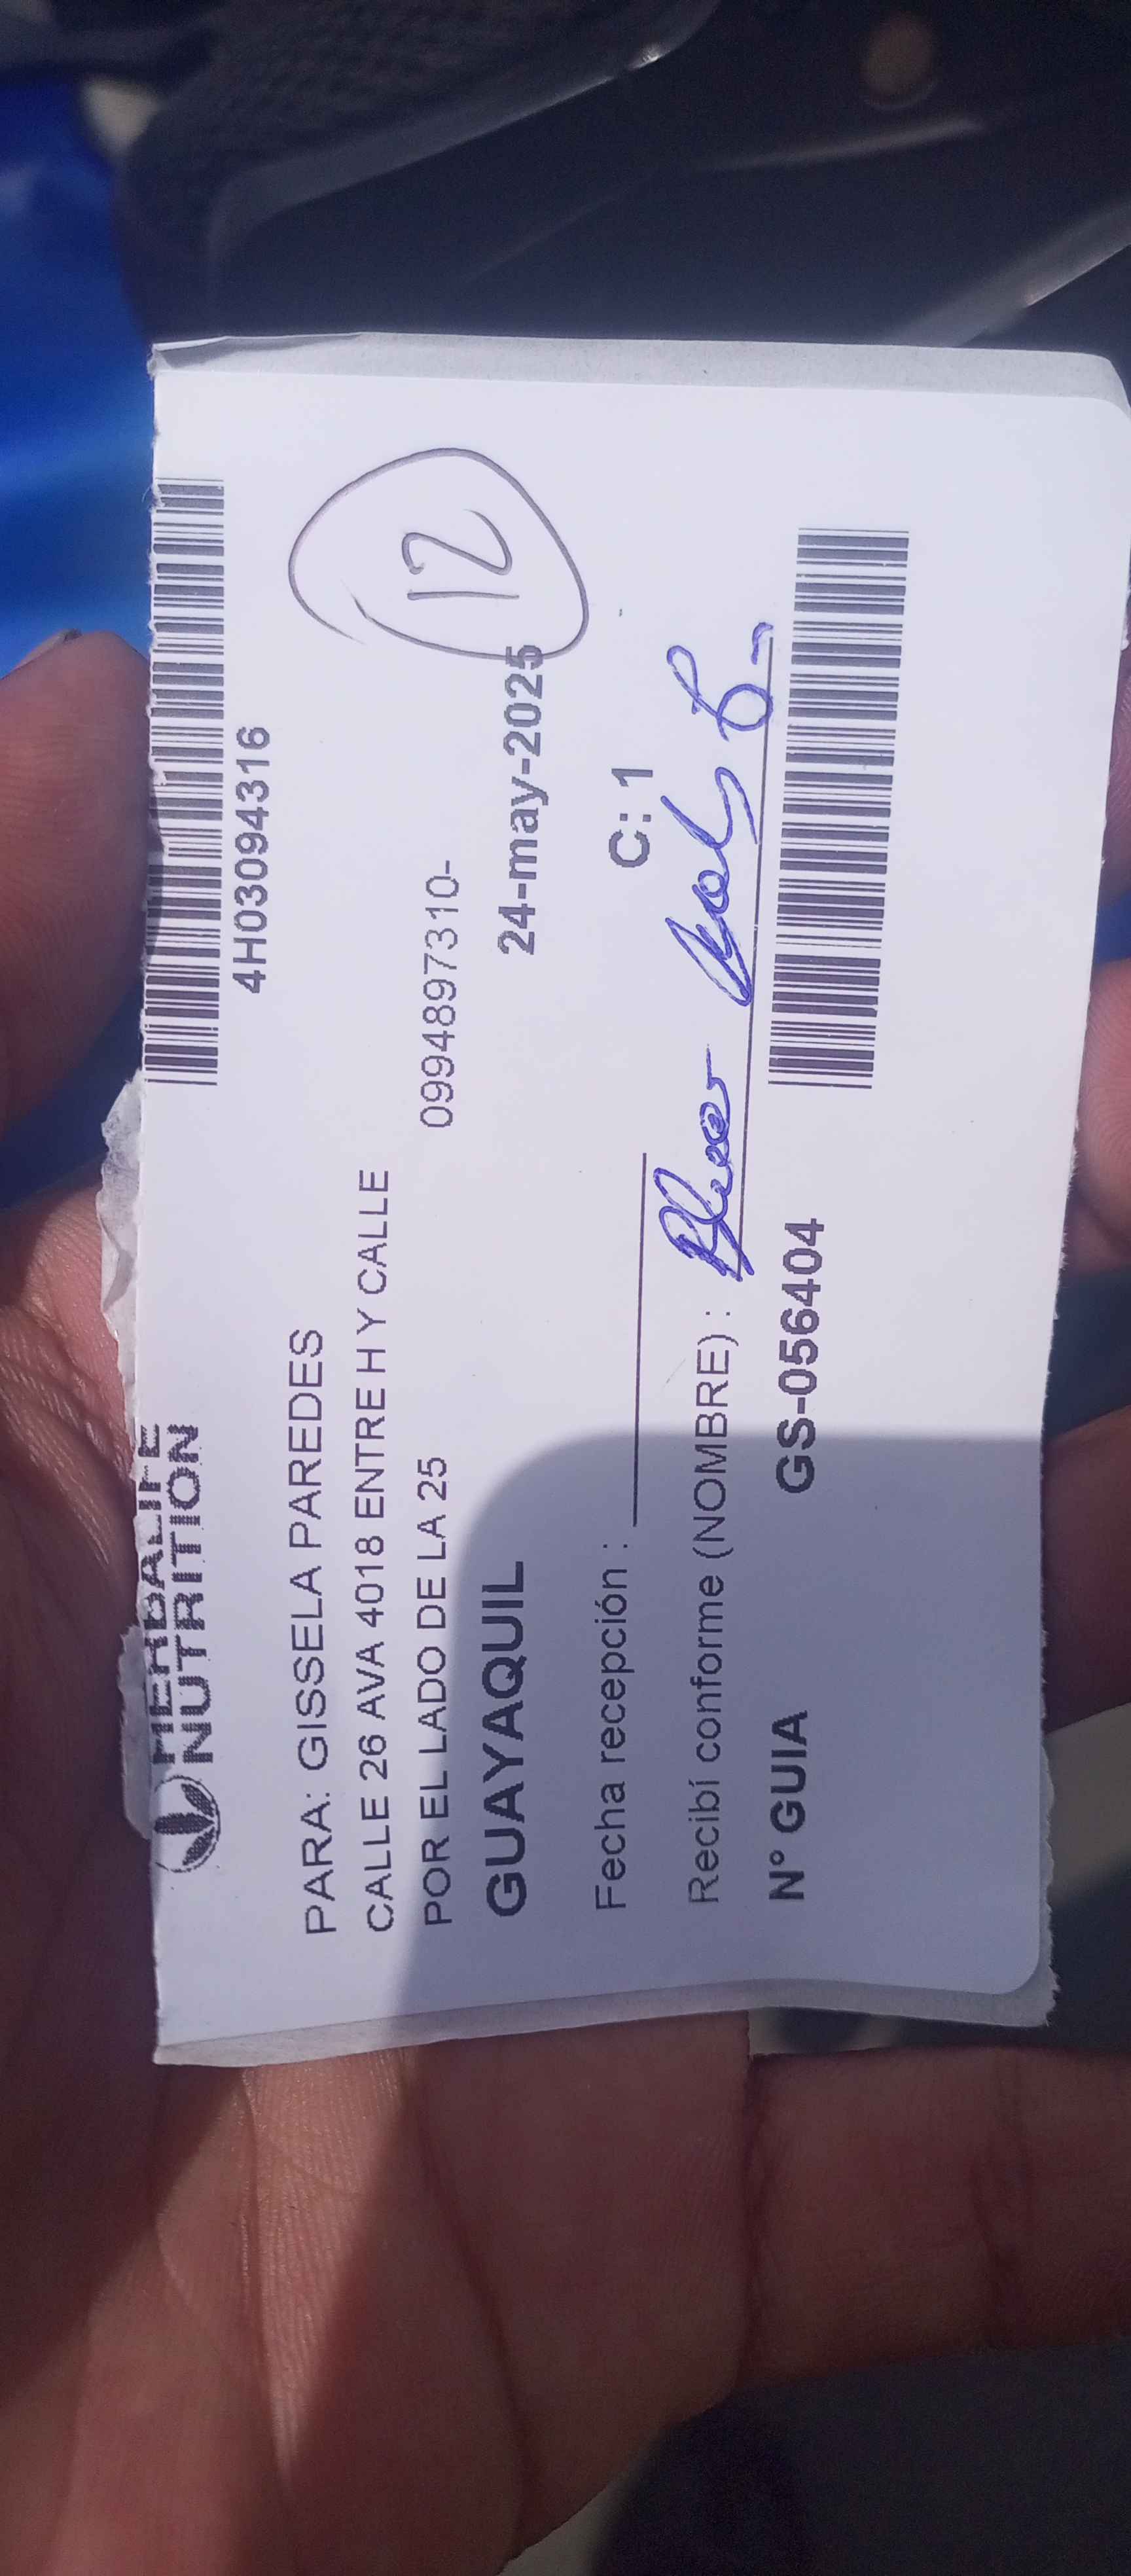 HERBALIFE
NUTRITION
4H03094316
PARA: GISSELA PAREDES
CALLE 26 AVA 4018 ENTRE H Y CALLE
POR EL LADO DE LA 25 0994897310-
12
GUAYAQUIL 24-may-2025
Fecha recepción : C: 1
Recibí conforme (NOMBRE) :
N° GUIA GS-056404